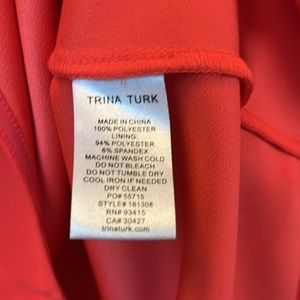 TRINA TURK
MADE IN CHINA
100% POLYESTER
LINING:
94% POLYESTER
6% SPANDEX
MACHINE WASH COLD
DO NOT BLEACH
DO NOT TUMBLE DRY
COOL IRON IF NEEDED
DRY CLEAN
PO# 55715
STYLE# 181308
RN# 93415
CA# 30427
trinaturk.com